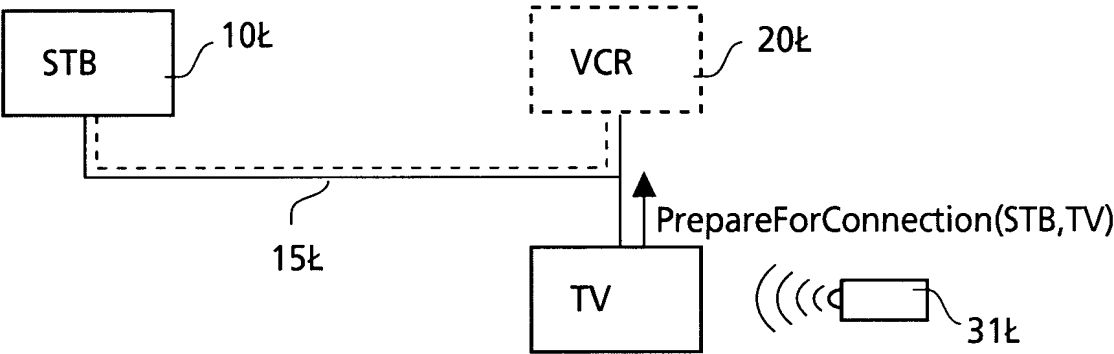 STB
10Ł
VCR
20Ł
15Ł
PrepareForConnection(STB,TV)
TV
31Ł